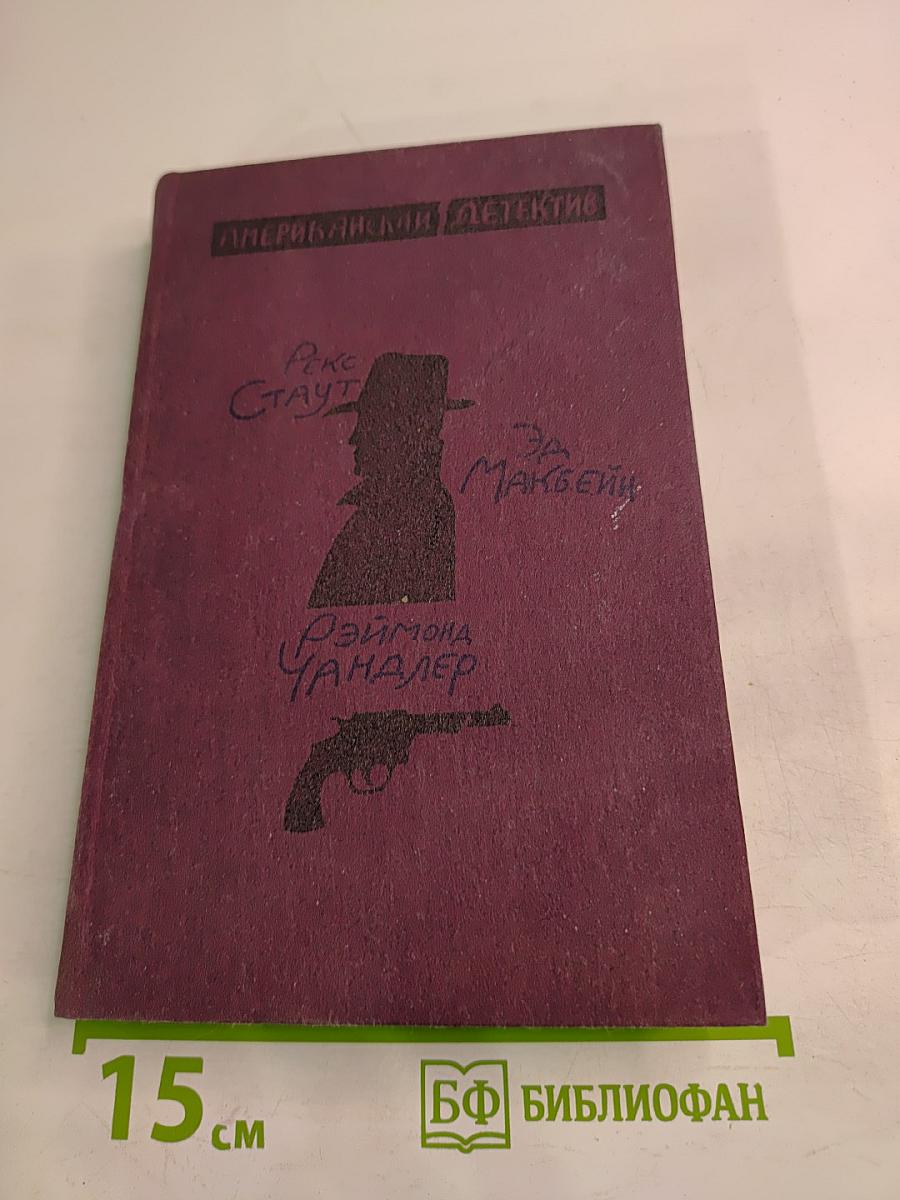 АМЕРИКАНСКИЙ ДЕТЕКТИВ
РЕКС
СТАУТ
ЭД
МАКБЕЙН
РЭЙМОНД
ЧАНДЛЕР
15 см
БФ БИБЛИОФАН